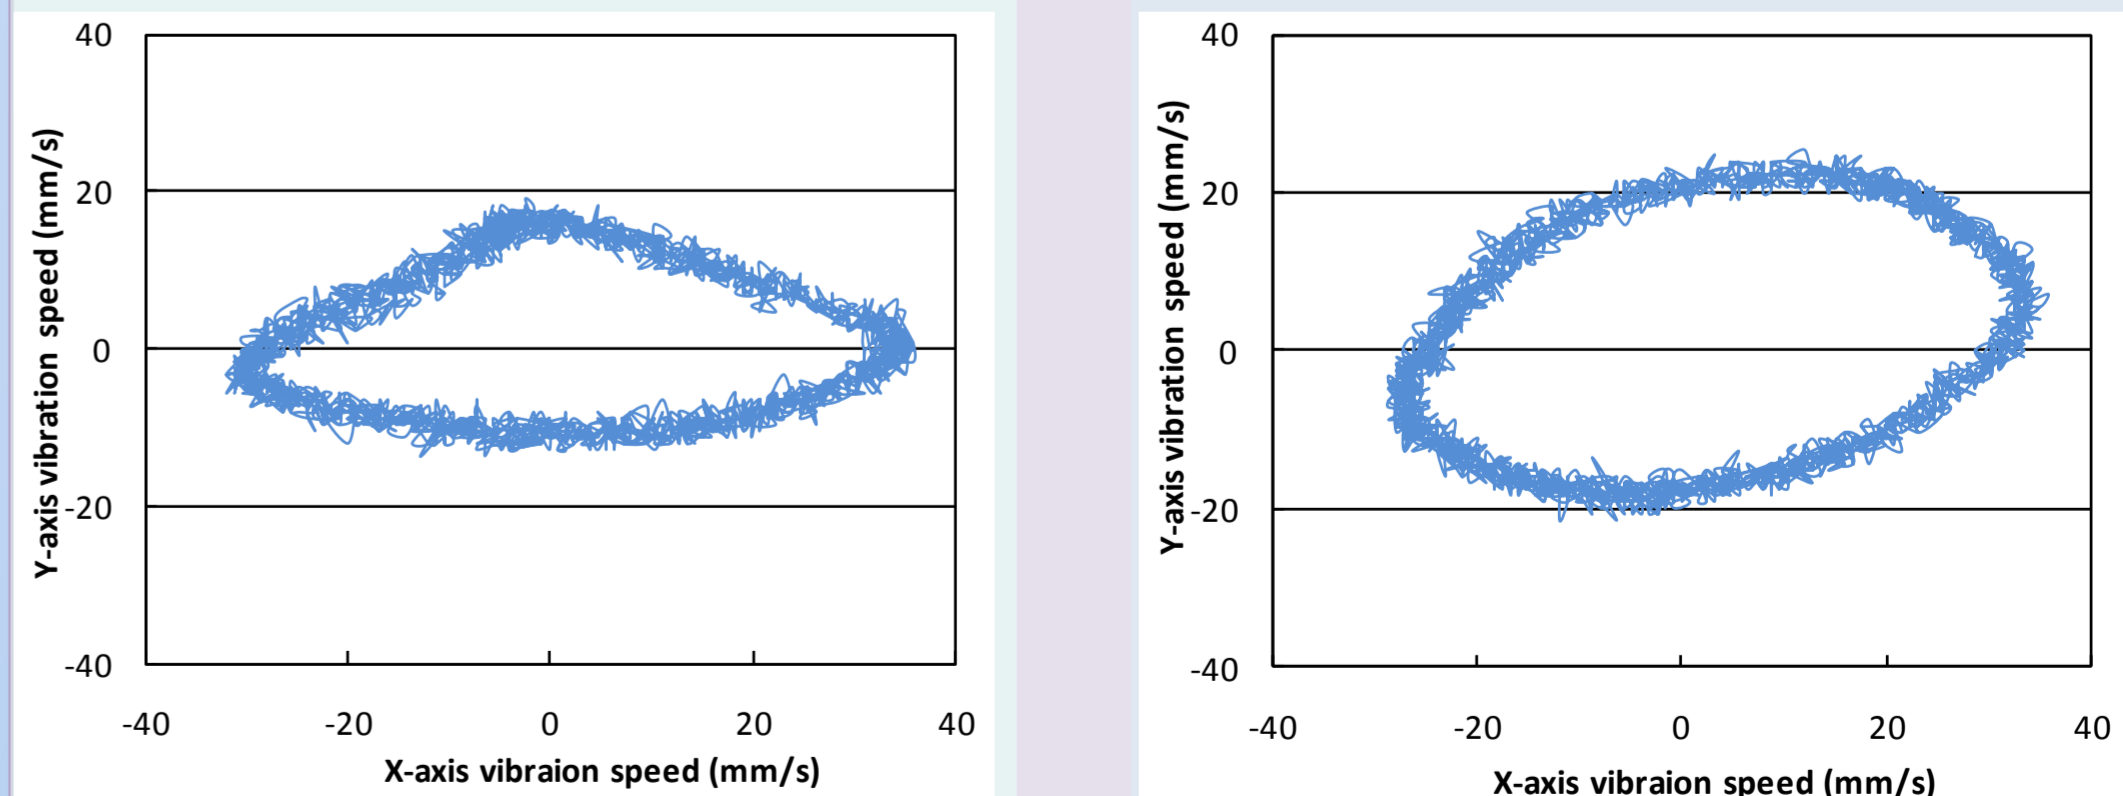 40
20
0
-20
-40
-40 -20 0 20 40
Y-axis vibration speed (mm/s)
X-axis vibraion speed (mm/s)
40
20
0
-20
-40
-40 -20 0 20 40
Y-axis vibration speed (mm/s)
X-axis vibraion speed (mm/s)